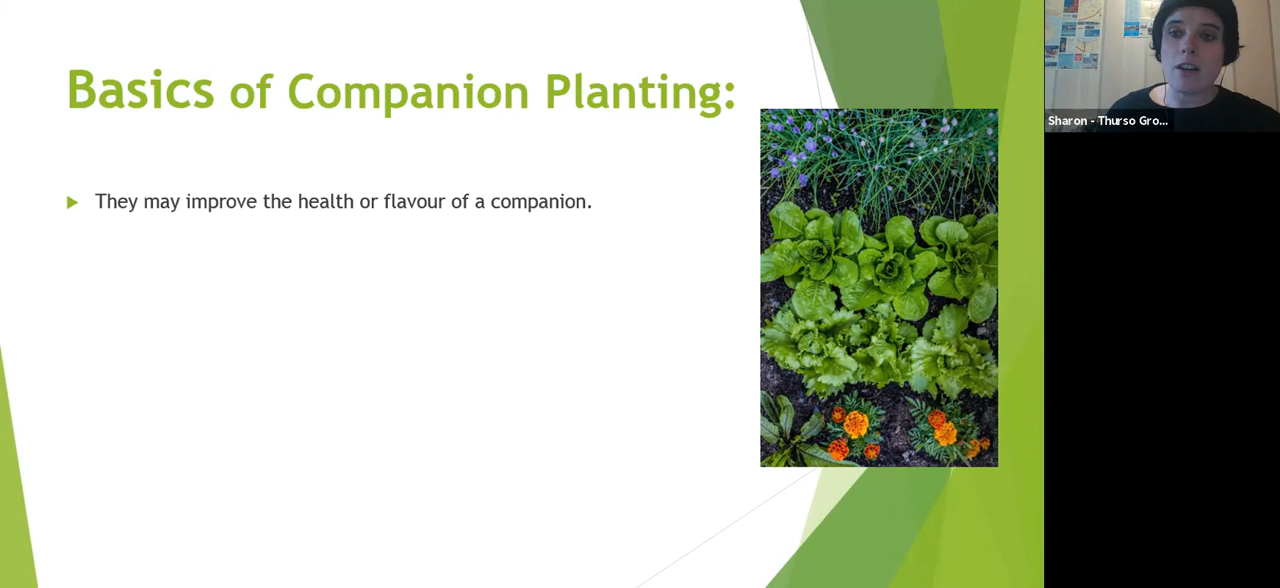 Basics of Companion Planting:
They may improve the health or flavour of a companion.
Sharon - Thurso Gro...